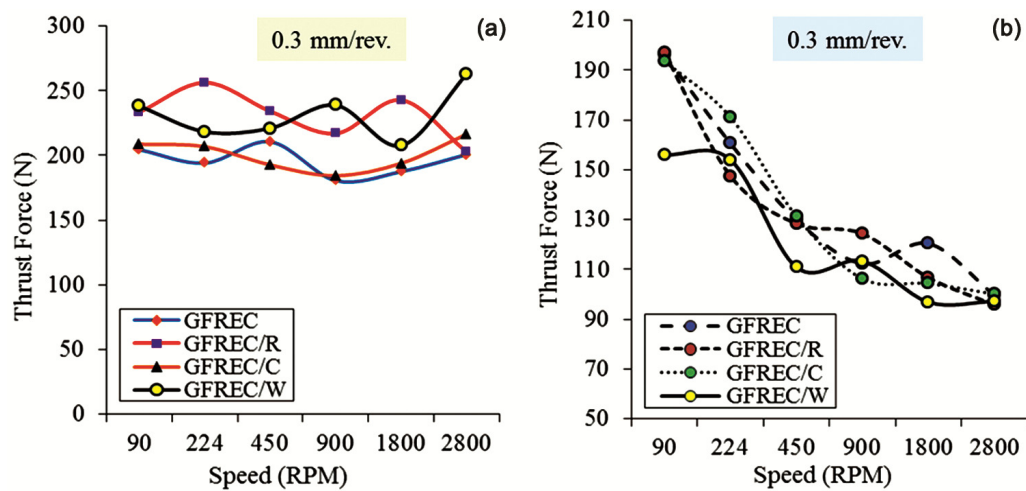 (a)
0.3 mm/rev.
Thrust Force (N)
300
250
200
150
100
50
0
GFREC
GFREC/R
GFREC/C
GFREC/W
90 224 450 900 1800 2800
Speed (RPM)
(b)
0.3 mm/rev.
Thrust Force (N)
210
190
170
150
130
110
90
70
50
GFREC
GFREC/R
GFREC/C
GFREC/W
90 224 450 900 1800 2800
Speed (RPM)